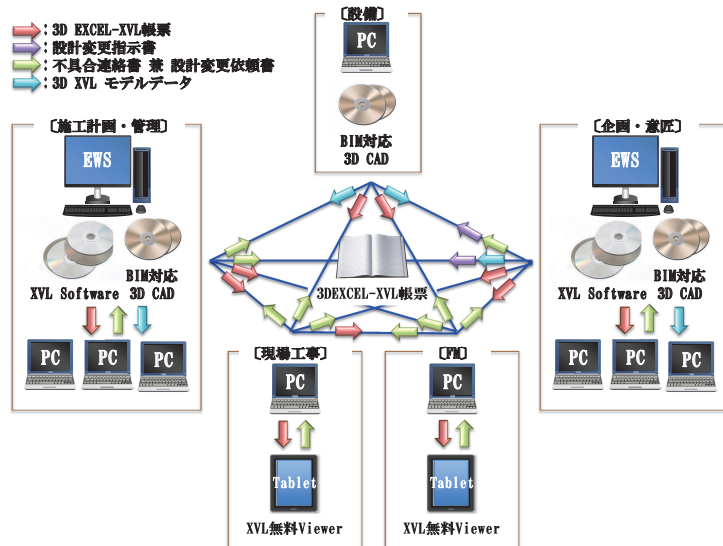 :3D EXCEL-XVL帳票
:設計変更指示書
:不具合連絡書 兼 設計変更依頼書
:3D XVL モデルデータ
〔設備〕
PC
BIM対応
3D CAD
〔施工計画・管理〕
EWS
BIM対応
XVL Software 3D CAD
PC PC PC
〔企画・意匠〕
EWS
BIM対応
XVL Software 3D CAD
PC PC PC
3DEXCEL-XVL帳票
〔現場工事〕
PC
Tablet
XVL無料Viewer
〔FM〕
PC
Tablet
XVL無料Viewer